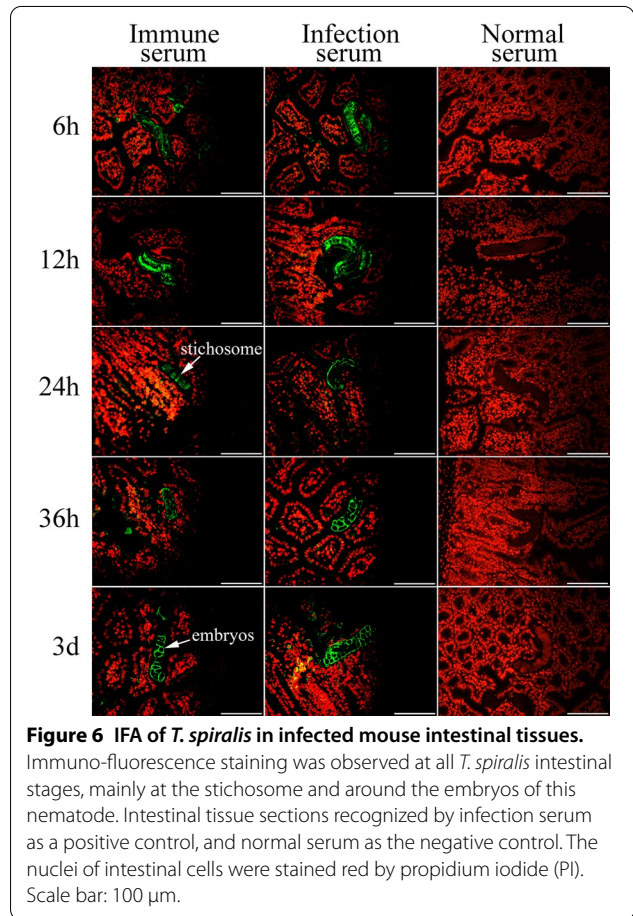 Immune Infection Normal
serum serum serum
6h
12h
24h
stichosome
36h
3d
embryos
Figure 6 IFA of T. spiralis in infected mouse intestinal tissues.
Immuno-fluorescence staining was observed at all T. spiralis intestinal
stages, mainly at the stichosome and around the embryos of this
nematode. Intestinal tissue sections recognized by infection serum
as a positive control, and normal serum as the negative control. The
nuclei of intestinal cells were stained red by propidium iodide (PI).
Scale bar: 100 μm.